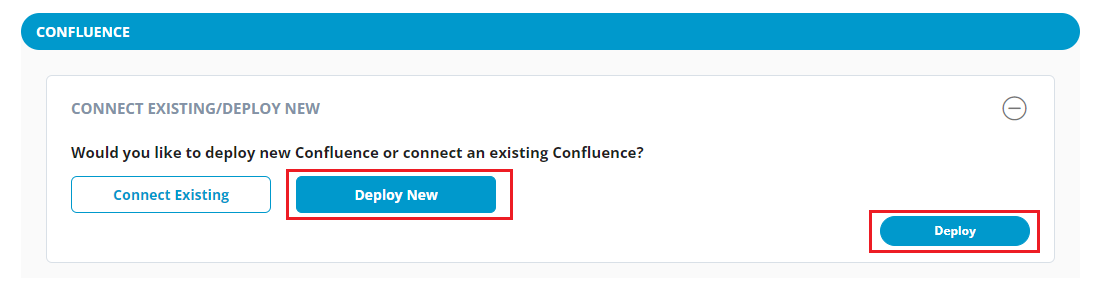 CONFLUENCE
CONNECT EXISTING/DEPLOY NEW
Would you like to deploy new Confluence or connect an existing Confluence?
Connect Existing
Deploy New
Deploy